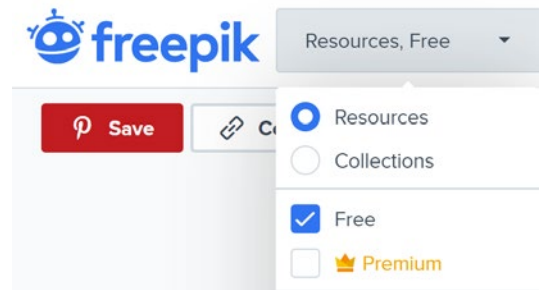 freepik
Resources, Free
Save
Resources
Collections
Free
Premium